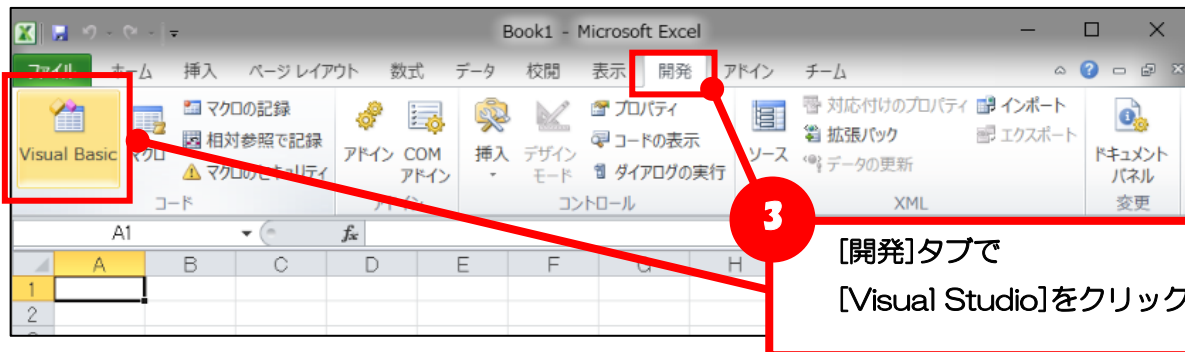 Book1 - Microsoft Excel
ファイル ホーム 挿入 ページ レイアウト 数式 データ 校閲 表示 開発 アドイン チーム
Visual Basic
マクロ
マクロの記録
相対参照で記録
マクロのセキュリティ
コード
アドイン
COM
アドイン
アドイン
挿入
デザイン
モード
プロパティ
コードの表示
ダイアログの実行
コントロール
ソース
対応付けのプロパティ
拡張パック
データの更新
インポート
エクスポート
XML
ドキュメント
パネル
変更
A1 fx
A B C D E F G H
1
2
3
[開発]タブで
[Visual Studio]をクリック